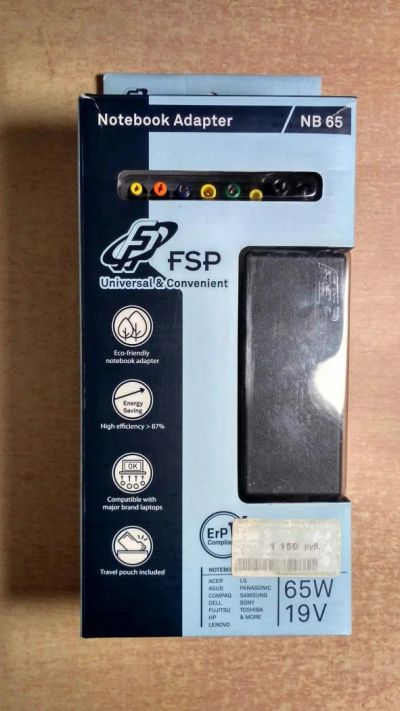 Notebook Adapter / NB 65
FSP
Universal & Convenient
Eco-friendly
notebook adapter
Energy
Saving
High efficiency > 87%
OK
Compatible with
major brand laptops
Travel pouch included
ErP
1 150 руб.
ACER LG
ASUS PANASONIC
COMPAQ SAMSUNG
DELL SONY
FUJITSU TOSHIBA
HP & MORE
LENOVO
65W
19V